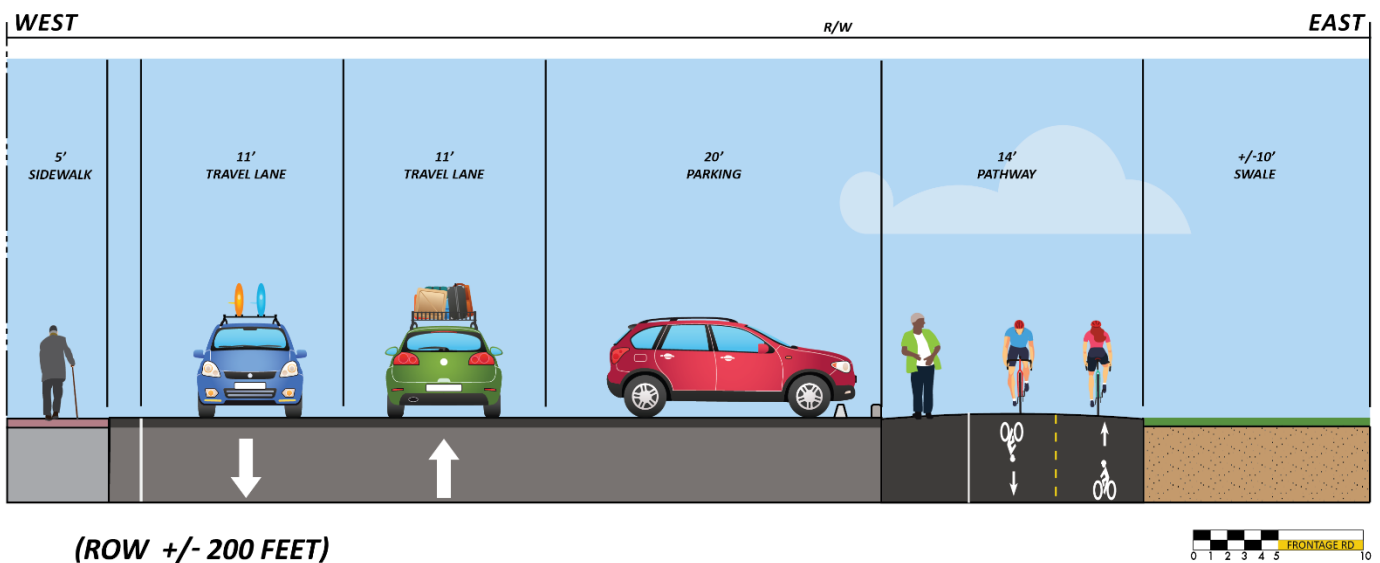 WEST
R/W
EAST
5’
SIDEWALK
11’
TRAVEL LANE
11’
TRAVEL LANE
20’
PARKING
14’
PATHWAY
+/-10’
SWALE
(ROW +/- 200 FEET)
FRONTAGE RD
0 1 2 3 4 5 10